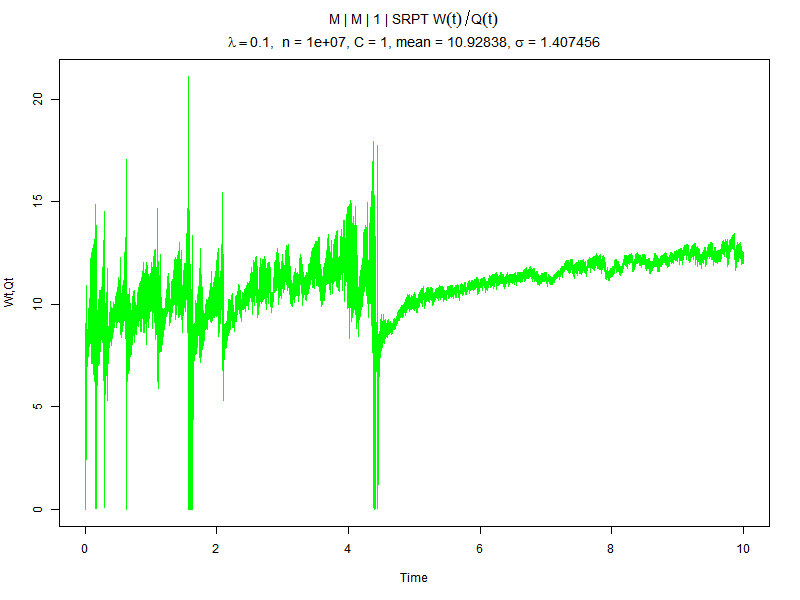 M | M | 1 | SRPT W(t) /Q(t)
λ = 0.1,  n = 1e+07, C = 1, mean = 10.92838, σ = 1.407456
Wt,Qt
20
15
10
5
0
0 2 4 6 8 10
Time